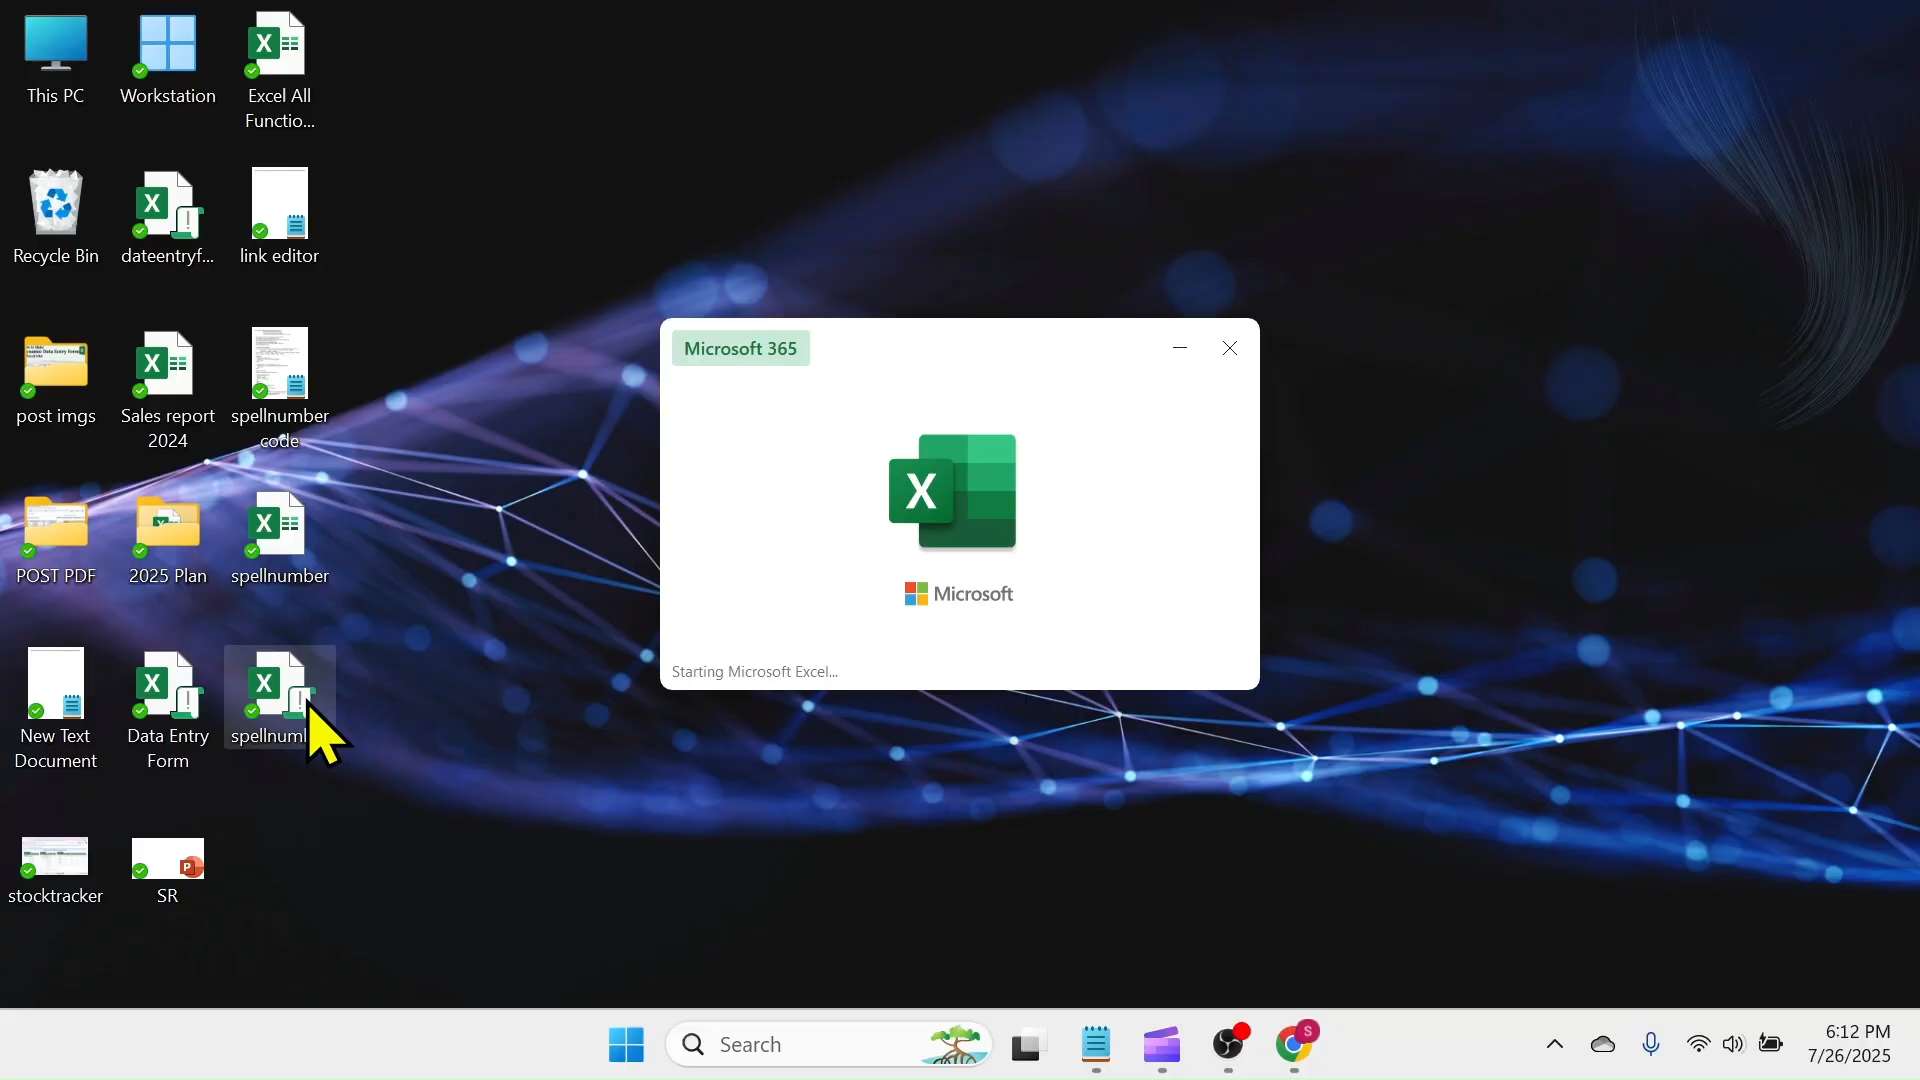 This PC
Workstation
Excel All
Functio...
Recycle Bin
dateentryf...
link editor
post imgs
Sales report
2024
spellnumber
code
POST PDF
2025 Plan
spellnumber
New Text
Document
Data Entry
Form
stocktracker
SR
Microsoft 365
X
Microsoft
Starting Microsoft Excel...
Search
S
6:12 PM
7/26/2025